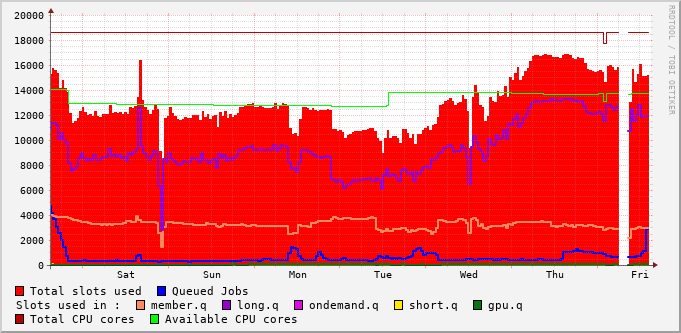 20000
18000
16000
14000
12000
10000
8000
6000
4000
2000
0
Sat Sun Mon Tue Wed Thu Fri
RRDTOOL / TOBI OETIKER
Total slots used Queued Jobs
Slots used in : member.q long.q ondemand.q short.q gpu.q
Total CPU cores Available CPU cores